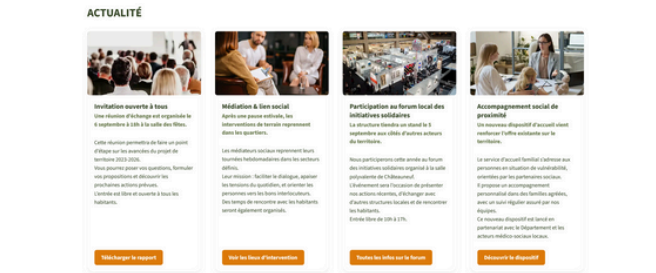 ACTUALITÉ
Invitation ouverte à tous
Une réunion d'échange est organisée le
6 septembre à 18h à la salle des fêtes.
Cette réunion permettra de faire un point
d'étape sur les avancées du projet de
territoire 2023-2026.
Vous pourrez poser vos questions, formuler
vos propositions et découvrir les
prochaines actions prévues.
L'entrée est libre et ouverte à tous les
habitants.
Télécharger le rapport
Médiation & lien social
Après une pause estivale, les
interventions de terrain reprennent
dans les quartiers.
Les médiateurs sociaux reprennent leurs
tournées hebdomadaires dans les secteurs
définis.
Leur mission : faciliter le dialogue, apaiser
les tensions du quotidien, et orienter les
personnes vers les bons interlocuteurs.
Des temps de rencontre avec les habitants
seront également organisés.
Voir les lieux d'intervention
Participation au forum local des
initiatives solidaires
La structure tiendra un stand le 5
septembre aux côtés d'autres acteurs
du territoire.
Nous participerons cette année au forum
des initiatives solidaires organisé à la salle
polyvalente de
L'événement sera l'occasion de présenter
nos actions récentes, d'échanger avec
d'autres structures locales et de rencontrer
les habitants.
Entrée libre de 10h à 17h.
Toutes les infos sur le forum
Accompagnement social de
proximité
Un nouveau dispositif d'accueil vient
renforcer l'offre existante sur le
territoire.
Le service d'accueil familial s'adresse aux
personnes en situation de vulnérabilité,
orientées par les partenaires sociaux.
Il propose un accompagnement
personnalisé dans des familles agréées,
avec un suivi régulier assuré par nos
équipes.
Ce nouveau dispositif est lancé en
partenariat avec le Département et les
acteurs médico-sociaux locaux.
Découvrir le dispositif